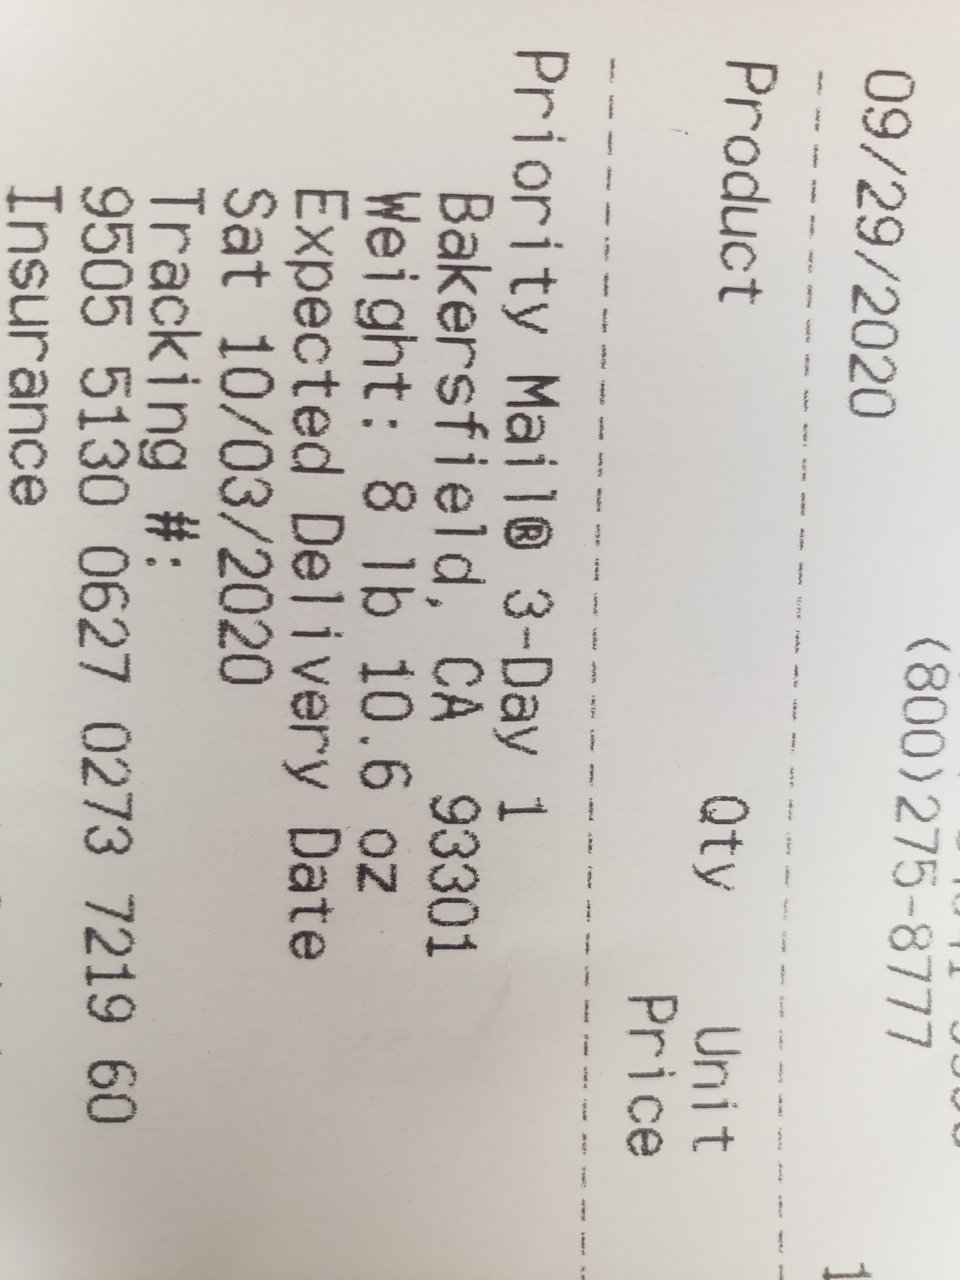 (800)275-8777
09/29/2020
Product Qty Unit
Price
Priority Mail® 3-Day 1
Bakersfield, CA 93301
Weight: 8 lb 10.6 oz
Expected Delivery Date
Sat 10/03/2020
Tracking #:
9505 5130 0627 0273 7219 60
Insurance